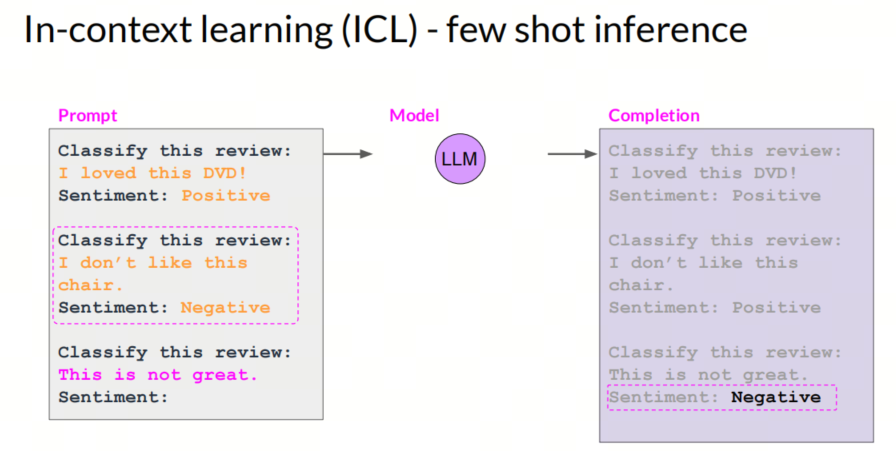 In-context learning (ICL) - few shot inference
Prompt
Classify this review:
I loved this DVD!
Sentiment: Positive
Classify this review:
I don't like this
chair.
Sentiment: Negative
Classify this review:
This is not great.
Sentiment:
Model
LLM
Completion
Classify this review:
I loved this DVD!
Sentiment: Positive
Classify this review:
I don't like this
chair.
Sentiment: Positive
Classify this review:
This is not great.
Sentiment: Negative